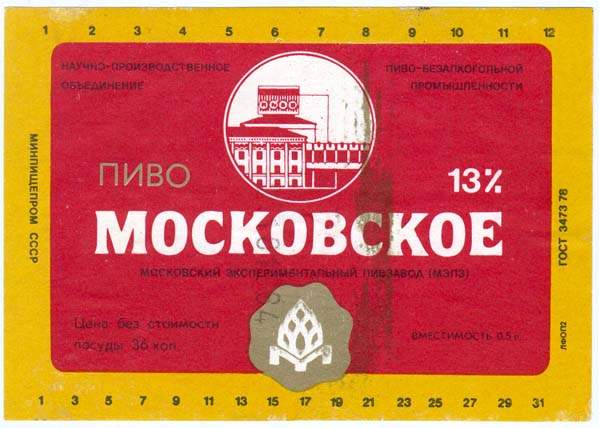 1 2 3 4 5 6 7 8 9 10 11 12
НАУЧНО-ПРОИЗВОДСТВЕННОЕ
ОБЪЕДИНЕНИЕ
ПИВО-БЕЗАЛКОГОЛЬНОЙ
ПРОМЫШЛЕННОСТИ
МИНПИЩЕПРОМ СССР
ПИВО
13%
МОСКОВСКОЕ
МОСКОВСКИЙ ЭКСПЕРИМЕНТАЛЬНЫЙ ПИВЗАВОД (МЭПЗ)
Цена без стоимости
посуды 36 коп.
ВМЕСТИМОСТЬ 0,5 л.
ГОСТ 3473 78
ЛФОП2
1 3 5 7 9 11 13 15 17 19 21 23 25 27 29 31